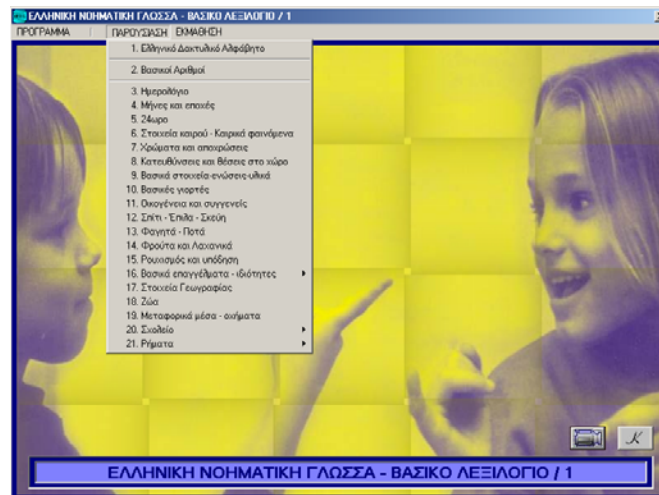 ΕΛΛΗΝΙΚΗ ΝΟΗΜΑΤΙΚΗ ΓΛΩΣΣΑ - ΒΑΣΙΚΟ ΛΕΞΙΛΟΓΙΟ / 1
ΠΡΟΓΡΑΜΜΑ | ΠΑΡΟΥΣΙΑΣΗ ΕΚΜΑΘΗΣΗ
1. Ελληνικό Δακτυλικό Αλφάβητο
2. Βασικοί Αριθμοί
3. Ημερολόγιο
4. Μήνες και εποχές
5. 24ωρο
6. Στοιχεία καιρού - Καιρικά φαινόμενα
7. Χρώματα και αποχρώσεις
8. Κατευθύνσεις και θέσεις στο χώρο
9. Βασικά στοιχεία-ενώσεις-υλικά
10. Βασικές γιορτές
11. Οικογένεια και συγγενείς
12. Σπίτι - Έπιλα - Σκεύη
13. Φαγητά - Ποτά
14. Φρούτα και Λαχανικά
15. Ρουχισμός και υπόδηση
16. Βασικά επαγγέλματα - ιδιότητες
17. Στοιχεία Γεωγραφίας
18. Ζώα
19. Μεταφορικά μέσα - οχήματα
20. Σχολείο
21. Ρήματα
Κ
ΕΛΛΗΝΙΚΗ ΝΟΗΜΑΤΙΚΗ ΓΛΩΣΣΑ - ΒΑΣΙΚΟ ΛΕΞΙΛΟΓΙΟ / 1